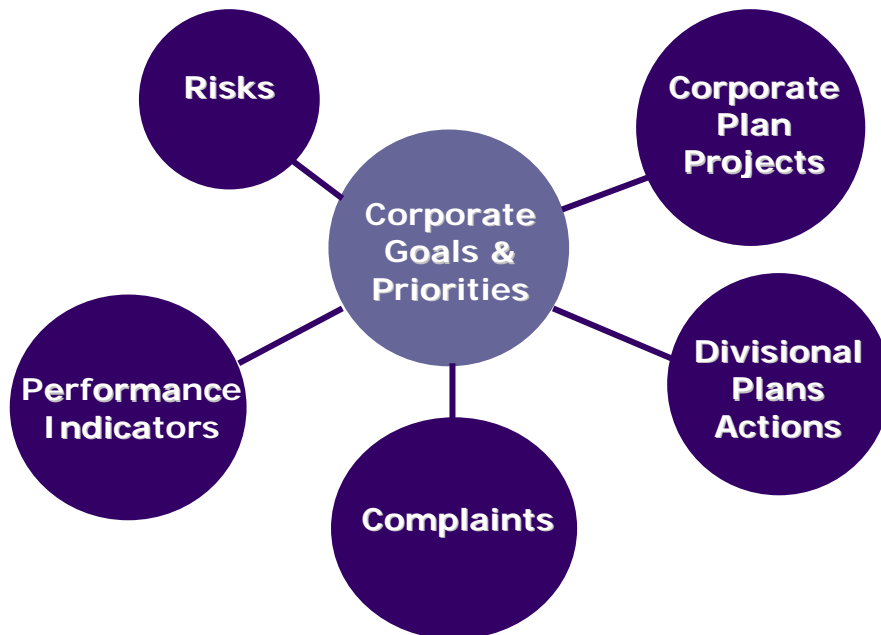 Risks
Corporate
Plan
Projects
Corporate
Goals &
Priorities
Divisional
Plans
Actions
Performance
Indicators
Complaints